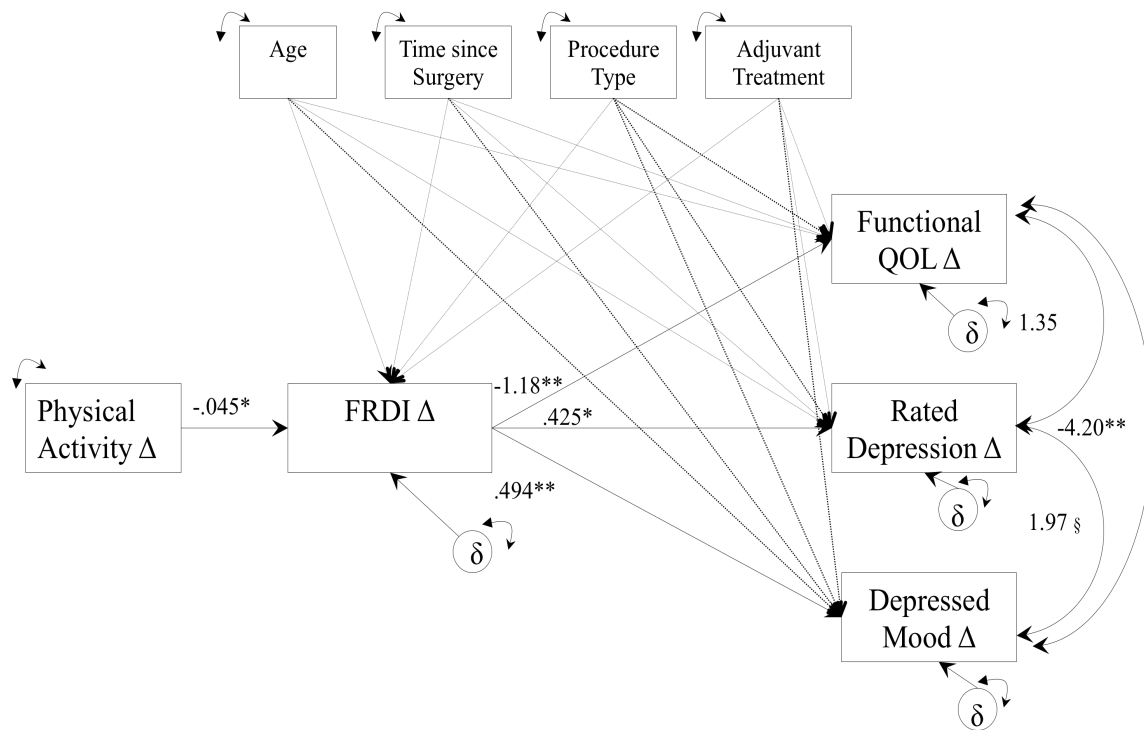 Age
Time since
Surgery
Procedure
Type
Adjuvant
Treatment
Functional
QOL Δ
δ
1.35
Physical
Activity Δ
-.045*
FRDI Δ
-1.18**
.425*
.494**
δ
Rated
Depression Δ
-4.20**
δ
1.97 §
Depressed
Mood Δ
δ